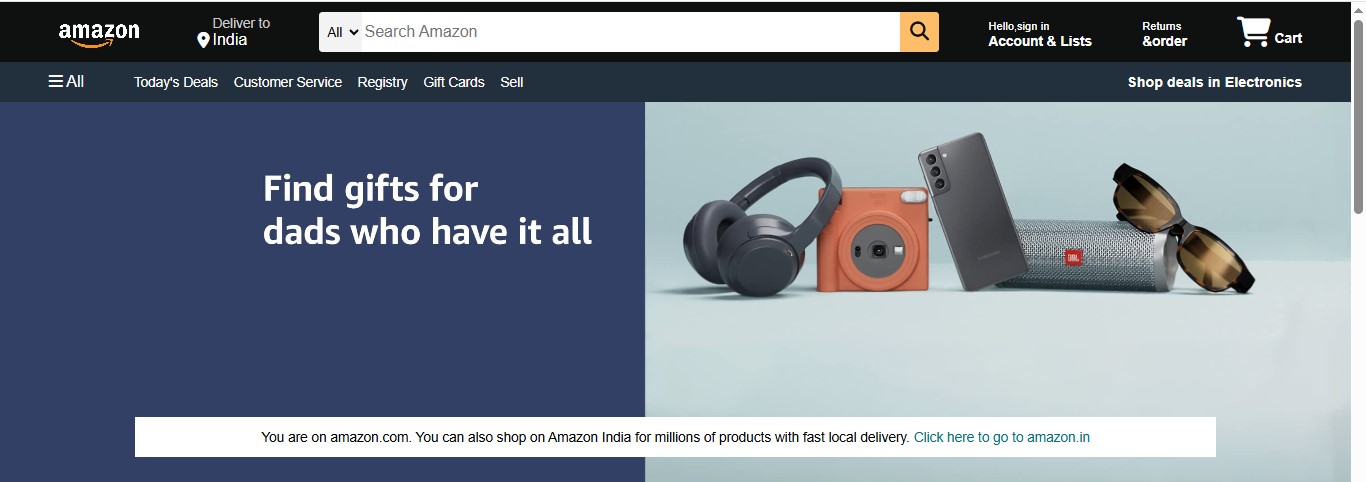 amazon
Deliver to
India
All
Search Amazon
Hello,sign in
Account & Lists
Returns
&order
Cart
All
Today's Deals
Customer Service
Registry
Gift Cards
Sell
Shop deals in Electronics
Find gifts for
dads who have it all
SAMSUNG
JBL
You are on amazon.com. You can also shop on Amazon India for millions of products with fast local delivery. Click here to go to amazon.in